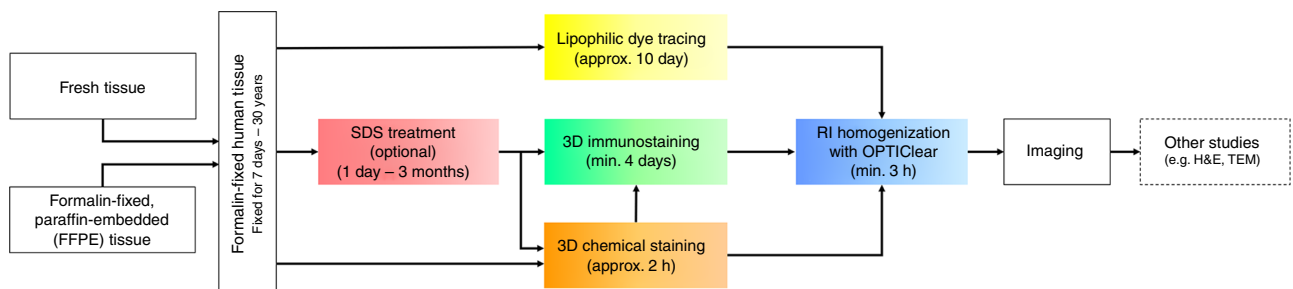 Fresh tissue
Formalin-fixed,
paraffin-embedded
(FFPE) tissue
Formalin-fixed human tissue
Fixed for 7 days – 30 years
SDS treatment
(optional)
(1 day – 3 months)
Lipophilic dye tracing
(approx. 10 day)
3D immunostaining
(min. 4 days)
3D chemical staining
(approx. 2 h)
RI homogenization
with OPTIClear
(min. 3 h)
Imaging
Other studies
(e.g. H&E, TEM)